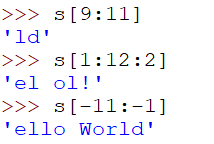 >>> s[9:11]
'ld'
>>> s[1:12:2]
'el ol!'
>>> s[-11:-1]
'ello World'